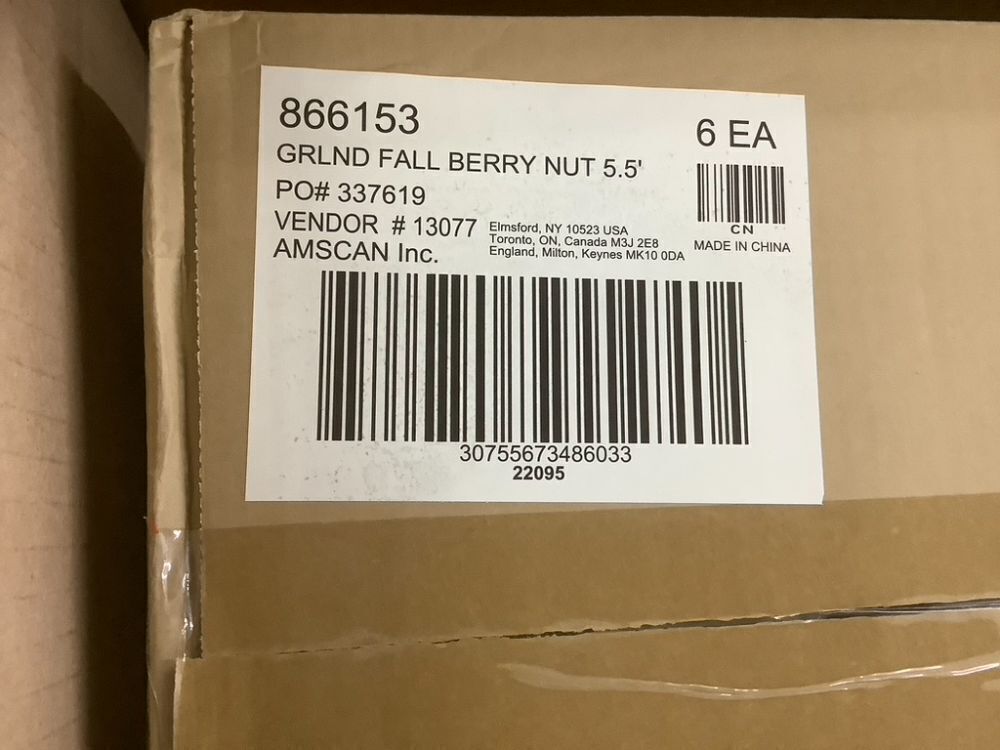 866153
6 EA
GRLND FALL BERRY NUT 5.5'
PO# 337619
VENDOR # 13077
AMSCAN Inc.
Elmsford, NY 10523 USA
Toronto, ON, Canada M3J 2E8
England, Milton, Keynes MK10 0DA
CN
MADE IN CHINA
30755673486033
22095